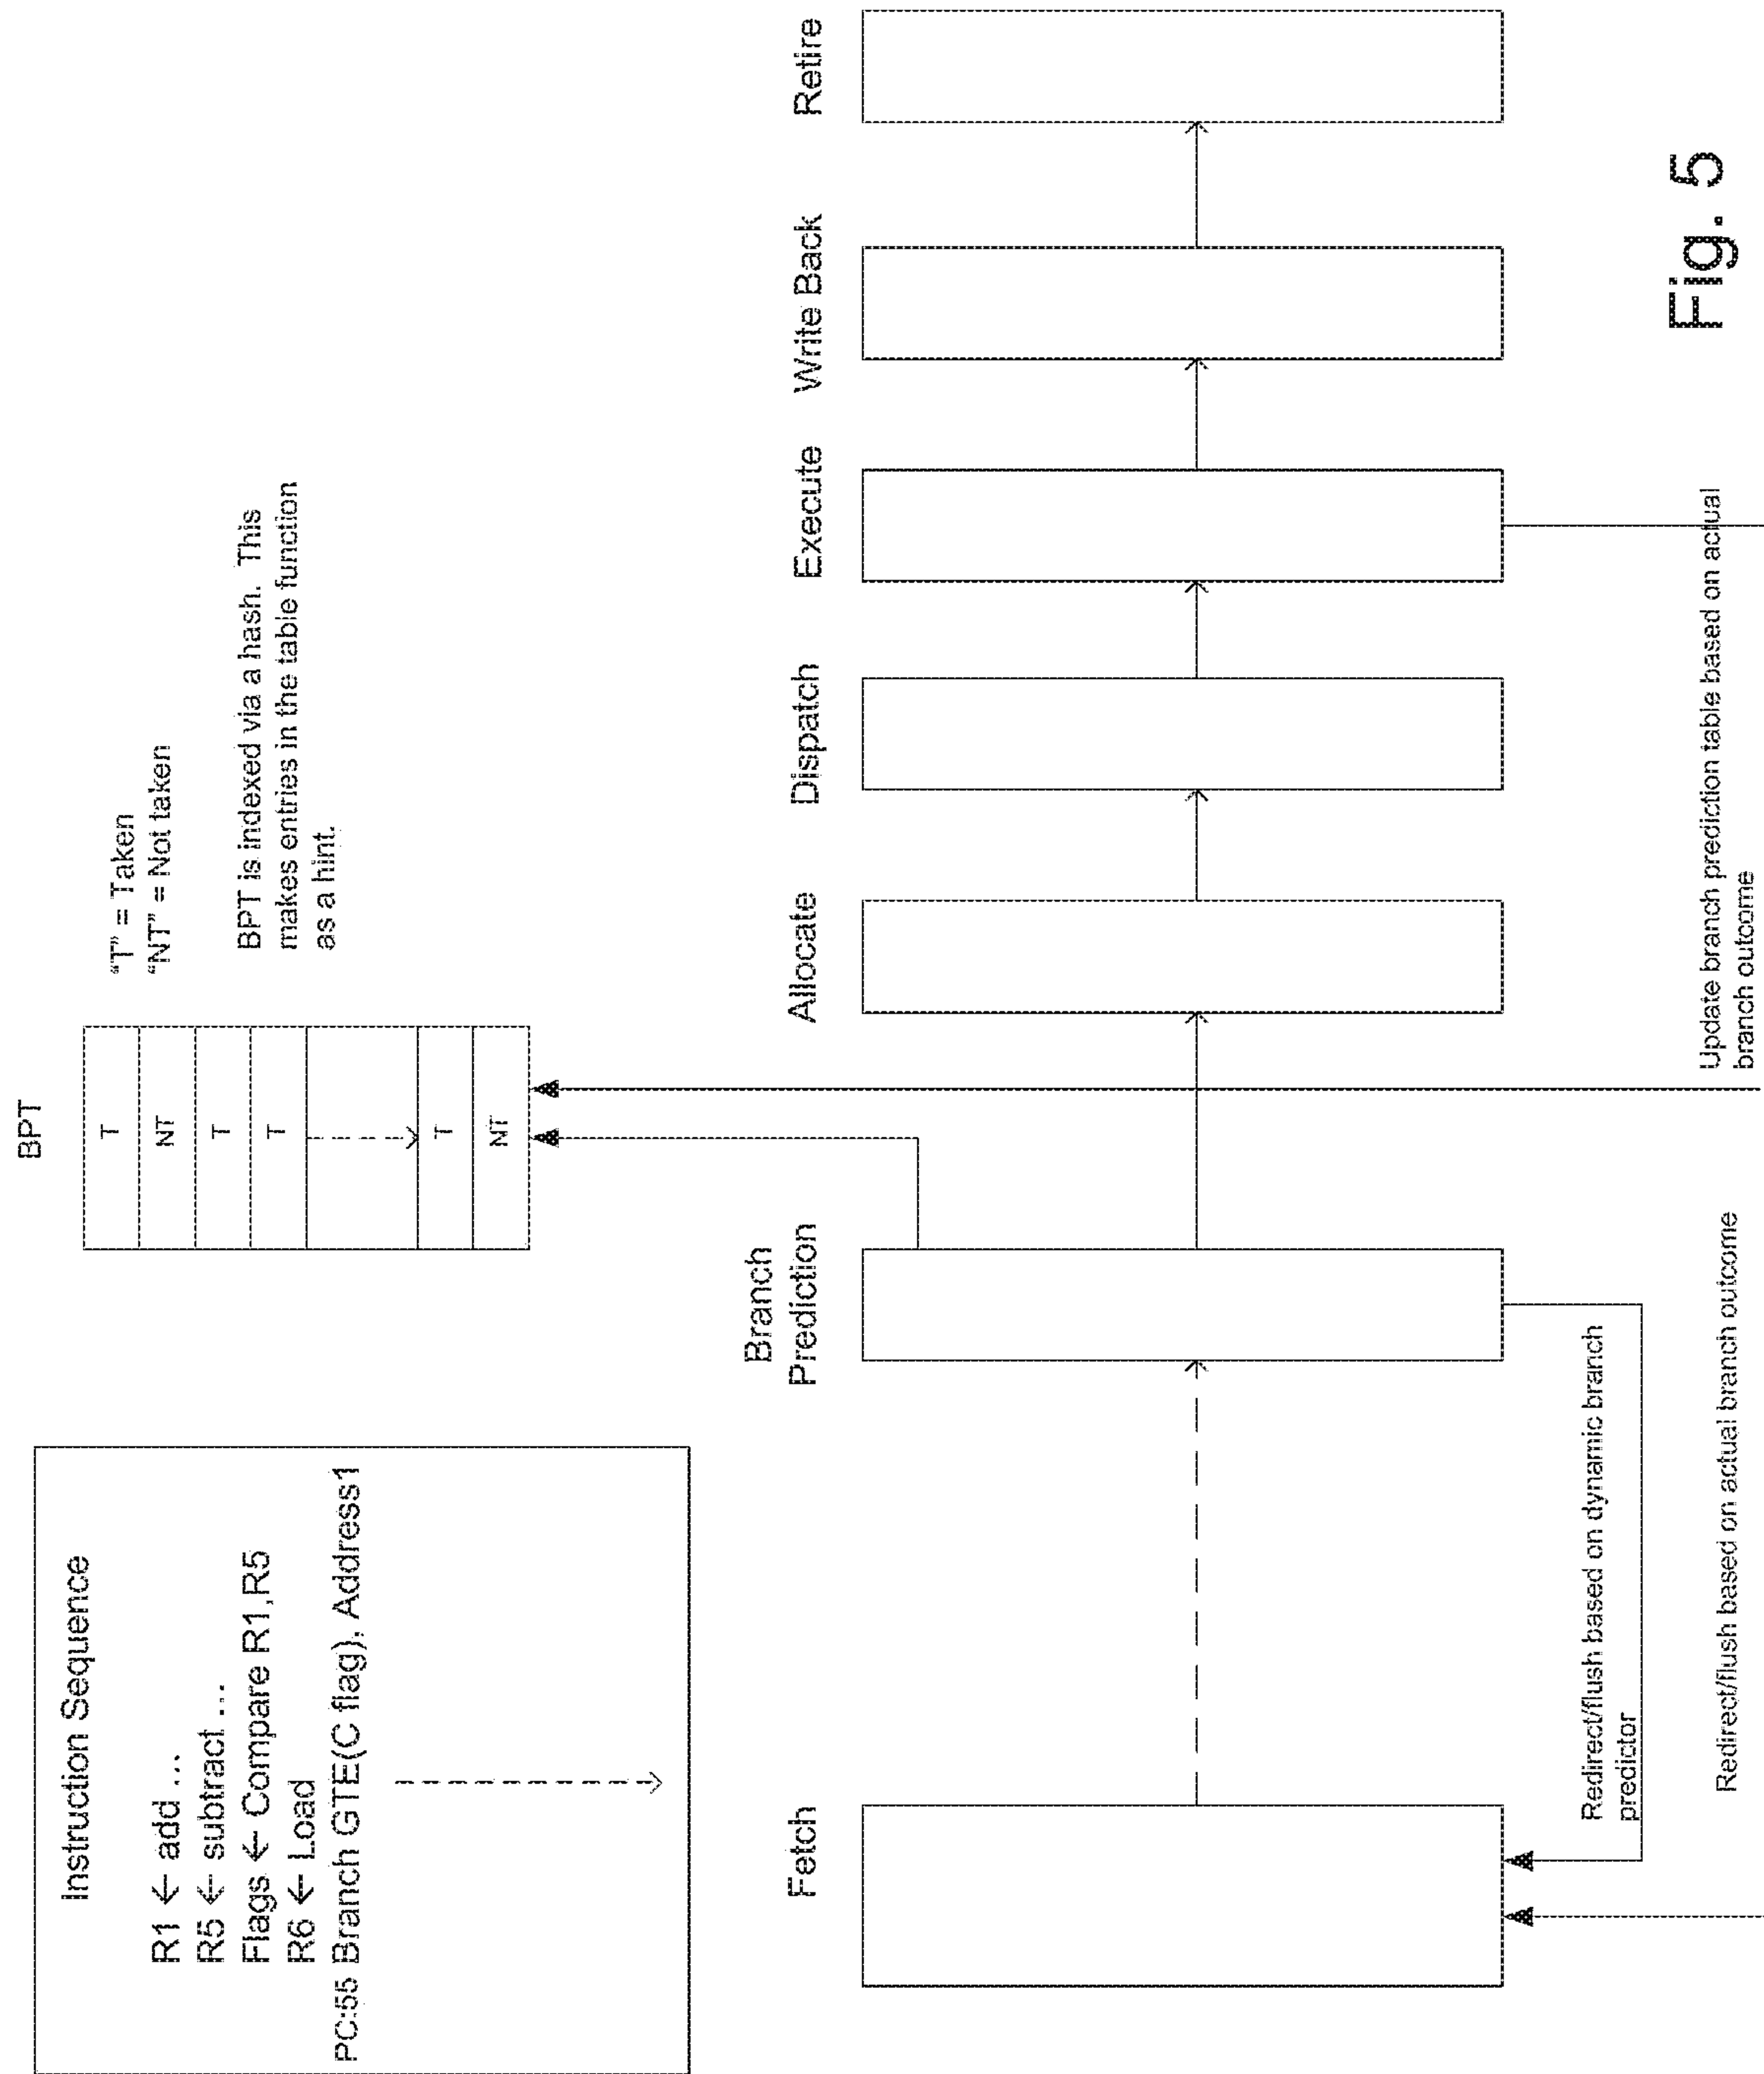 Instruction Sequence
R1 ← add ...
R5 ← subtract ...
Flags ← Compare R1,R5
R6 ← Load
PC:55 Branch GTE(C flag), Address1
BPT
T
NT
T
T
T
NT
“T” = Taken
“NT” = Not taken
BPT is indexed via a hash. This
makes entries in the table function
as a hint.
Fetch
Branch
Prediction
Allocate
Dispatch
Execute
Write Back
Retire
Redirect/flush based on dynamic branch
predictor
Redirect/flush based on actual branch outcome
Update branch prediction table based on actual
branch outcome
Fig. 5